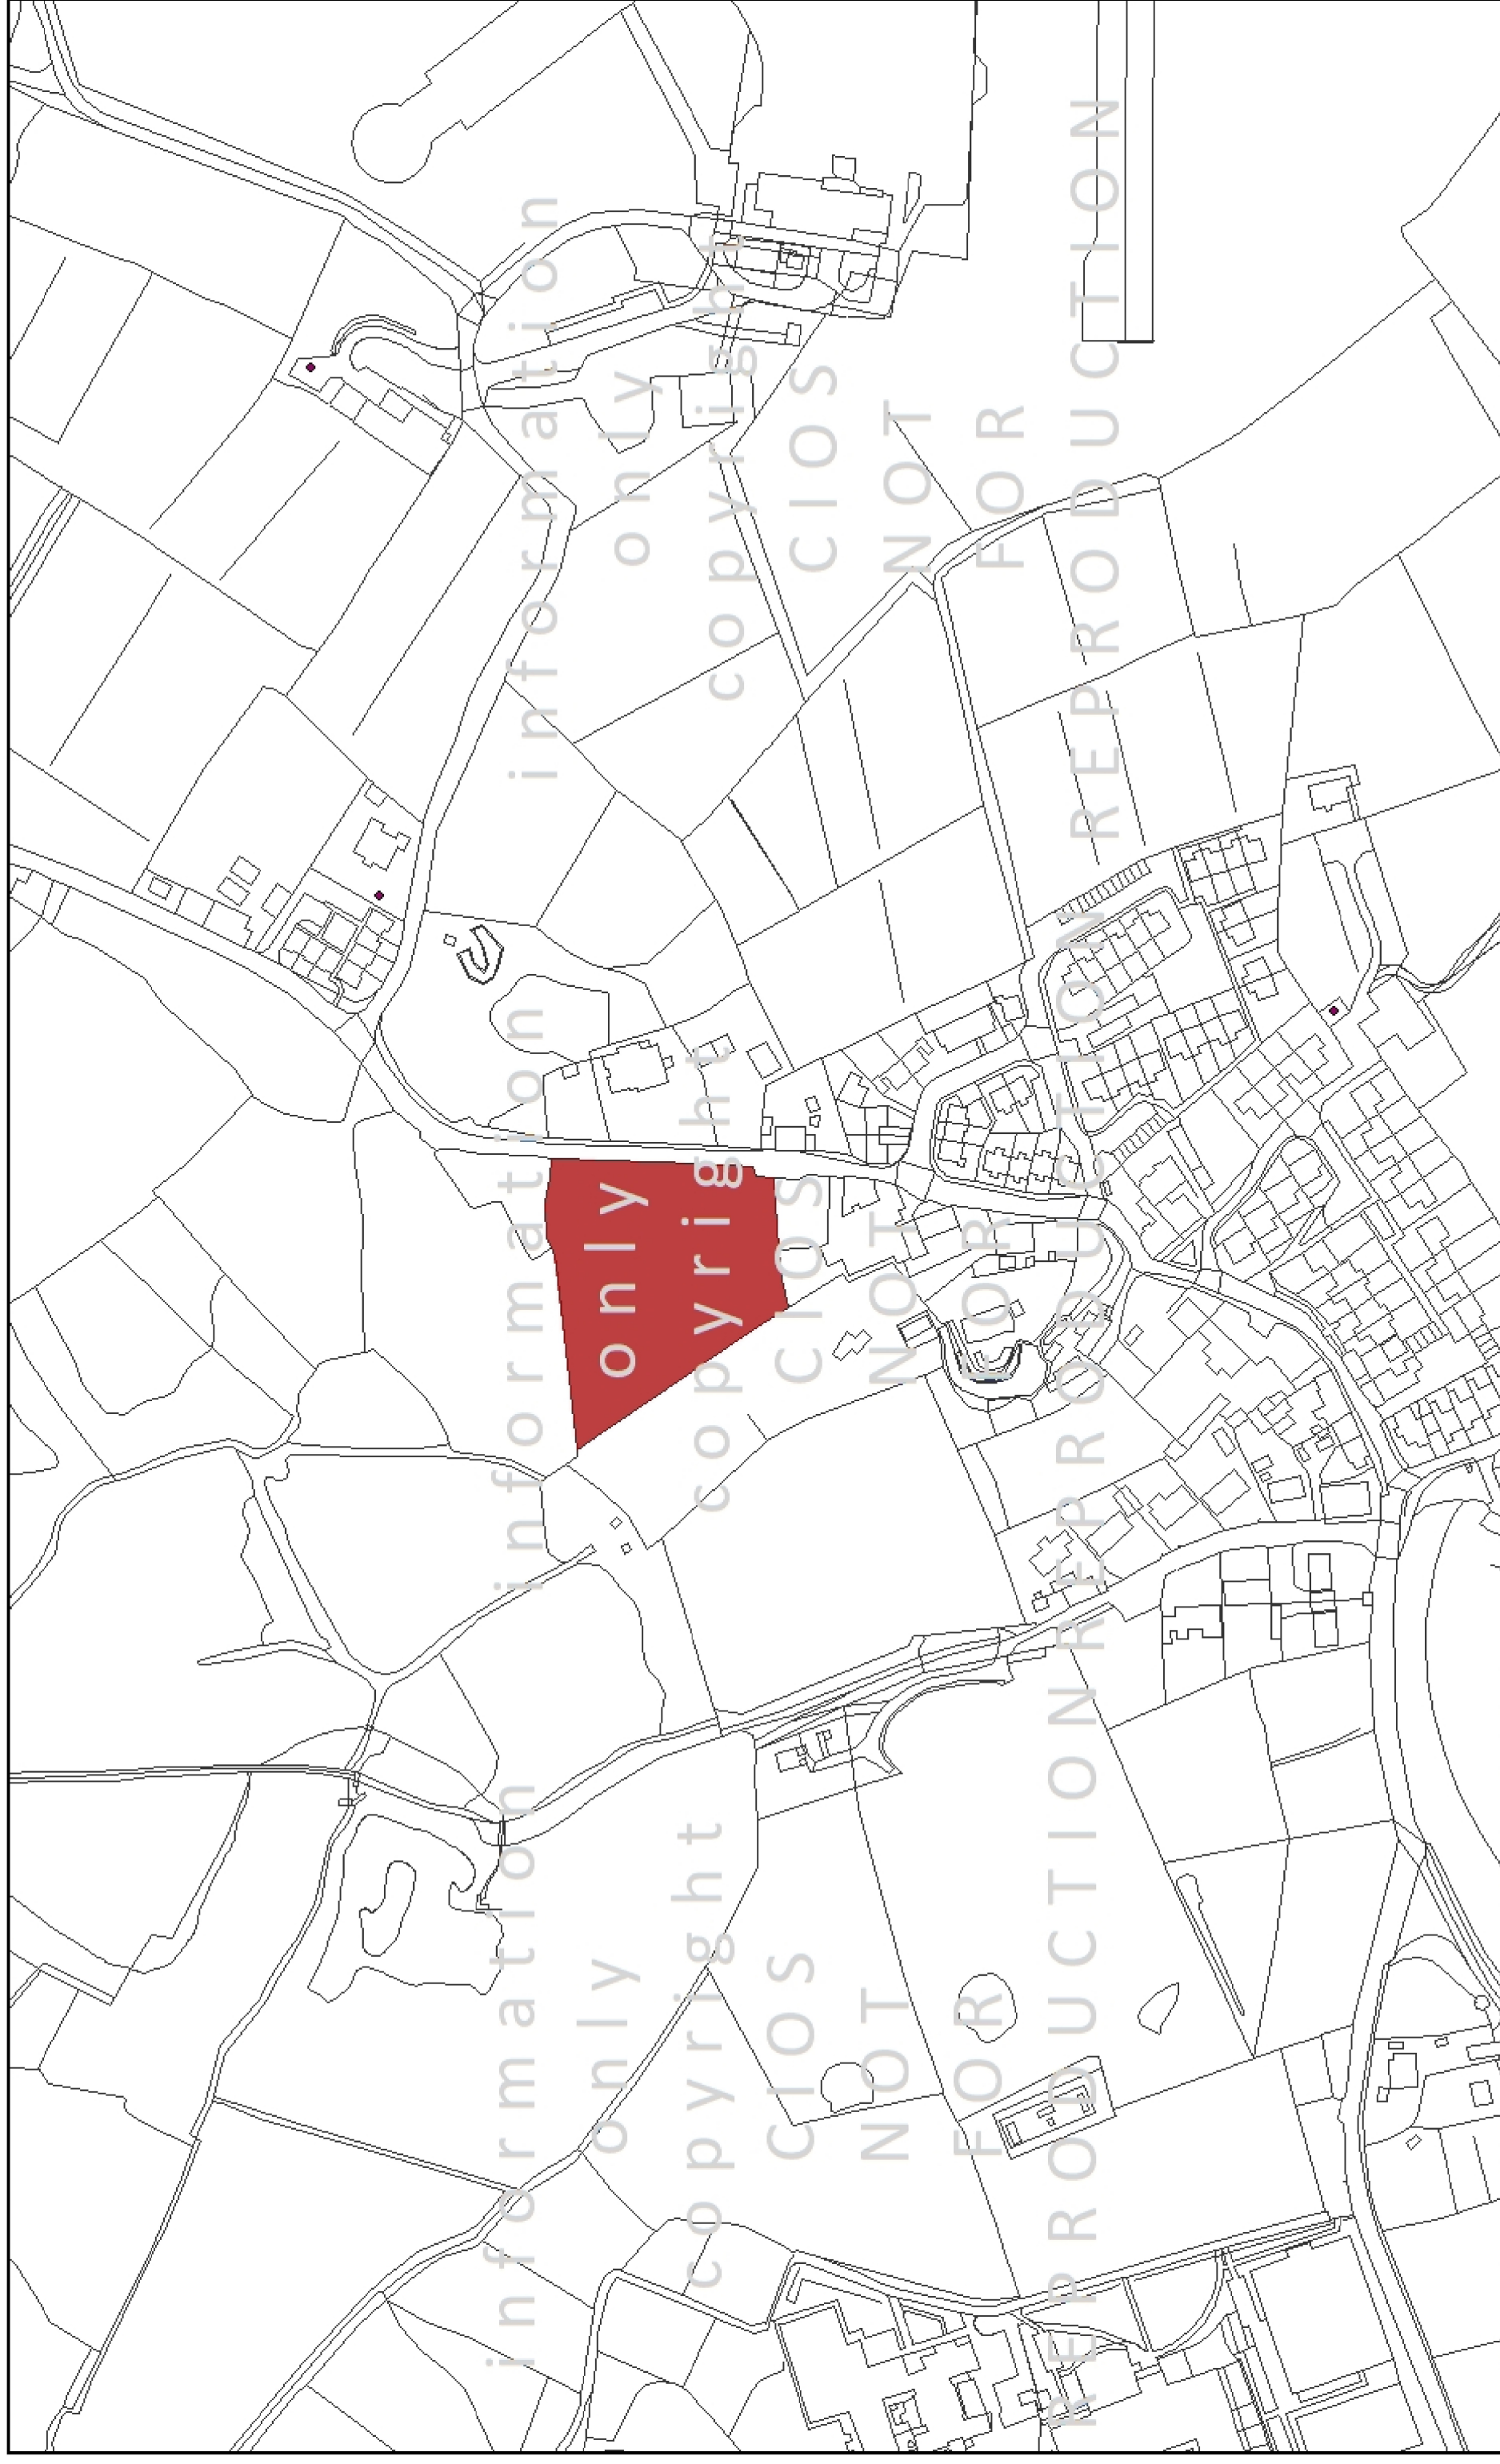 information information information
only only only
copyright copyright copyright
CIOS CIOS CIOS
NOT NOT NOT
FOR FOR FOR
REPRODUCTION REPRODUCTION REPRODUCTION